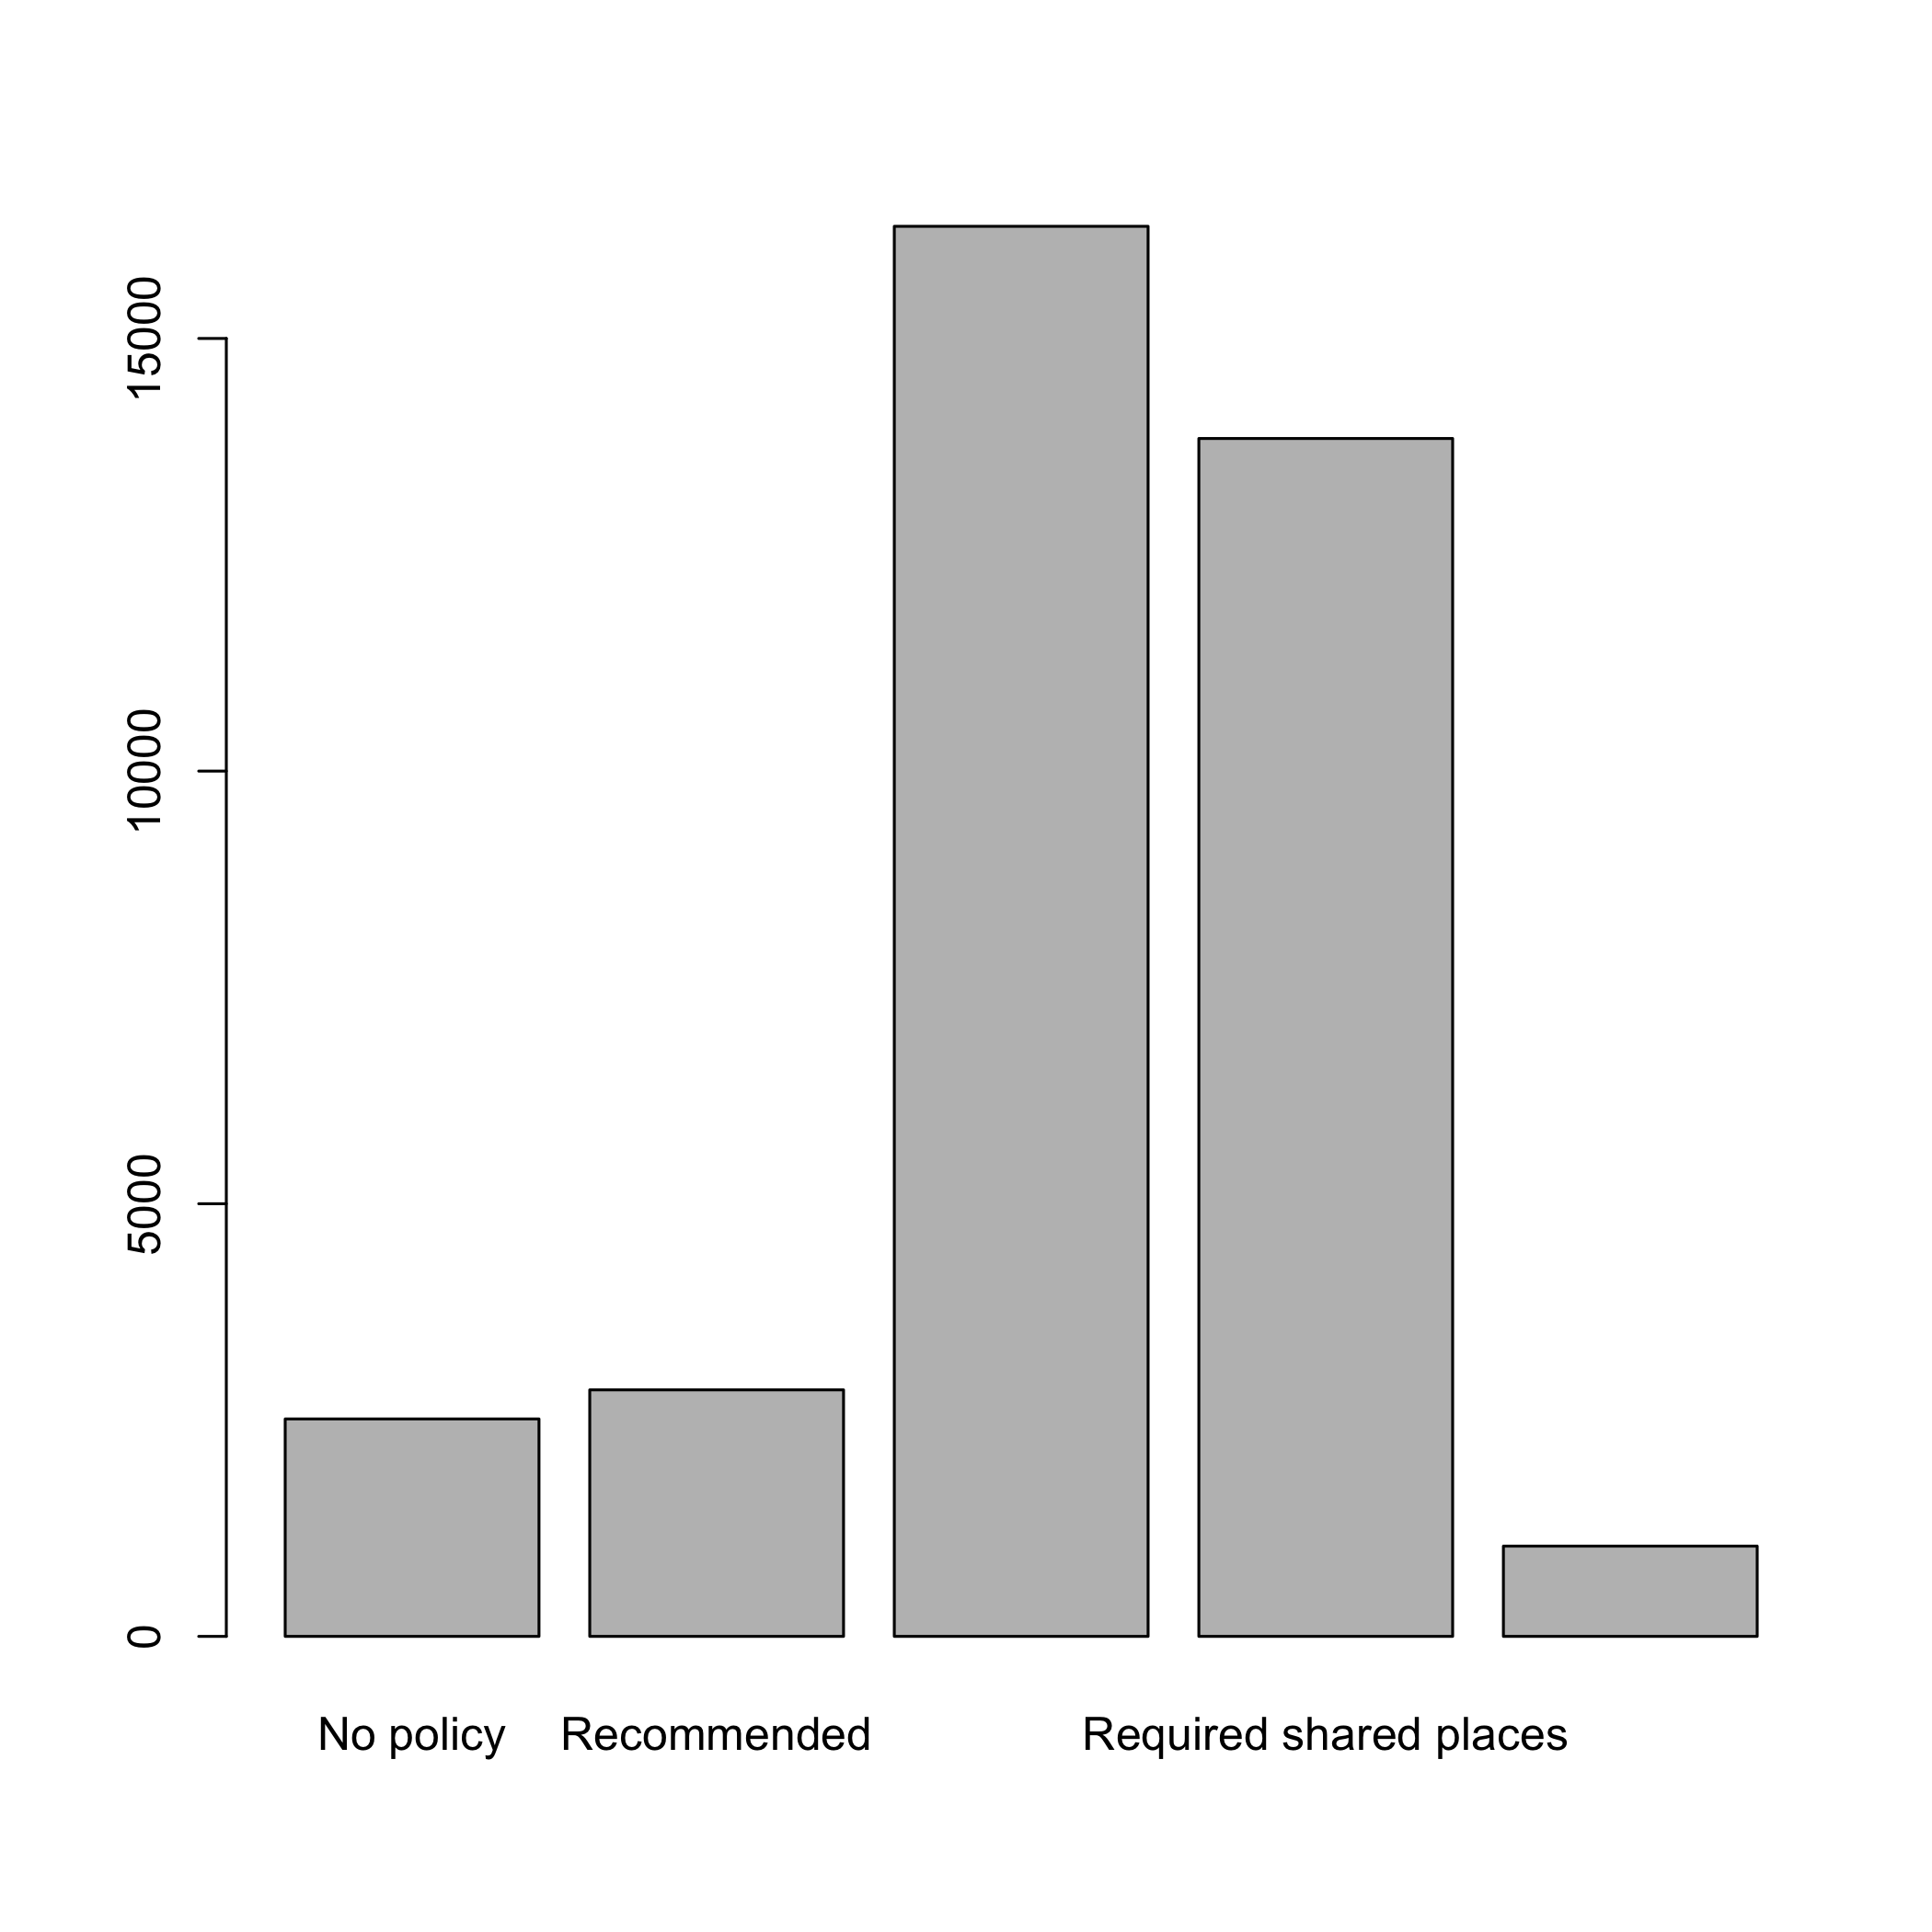 15000
10000
5000
0
No policy
Recommended
Required shared places